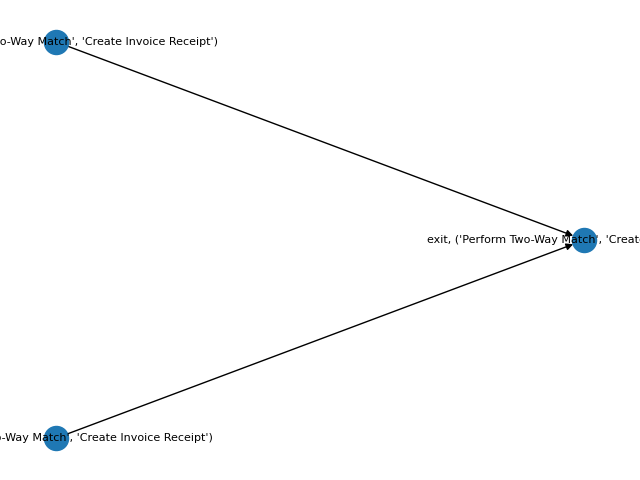 o-Way Match', 'Create Invoice Receipt')
exit, ('Perform Two-Way Match', 'Create
-Way Match', 'Create Invoice Receipt')